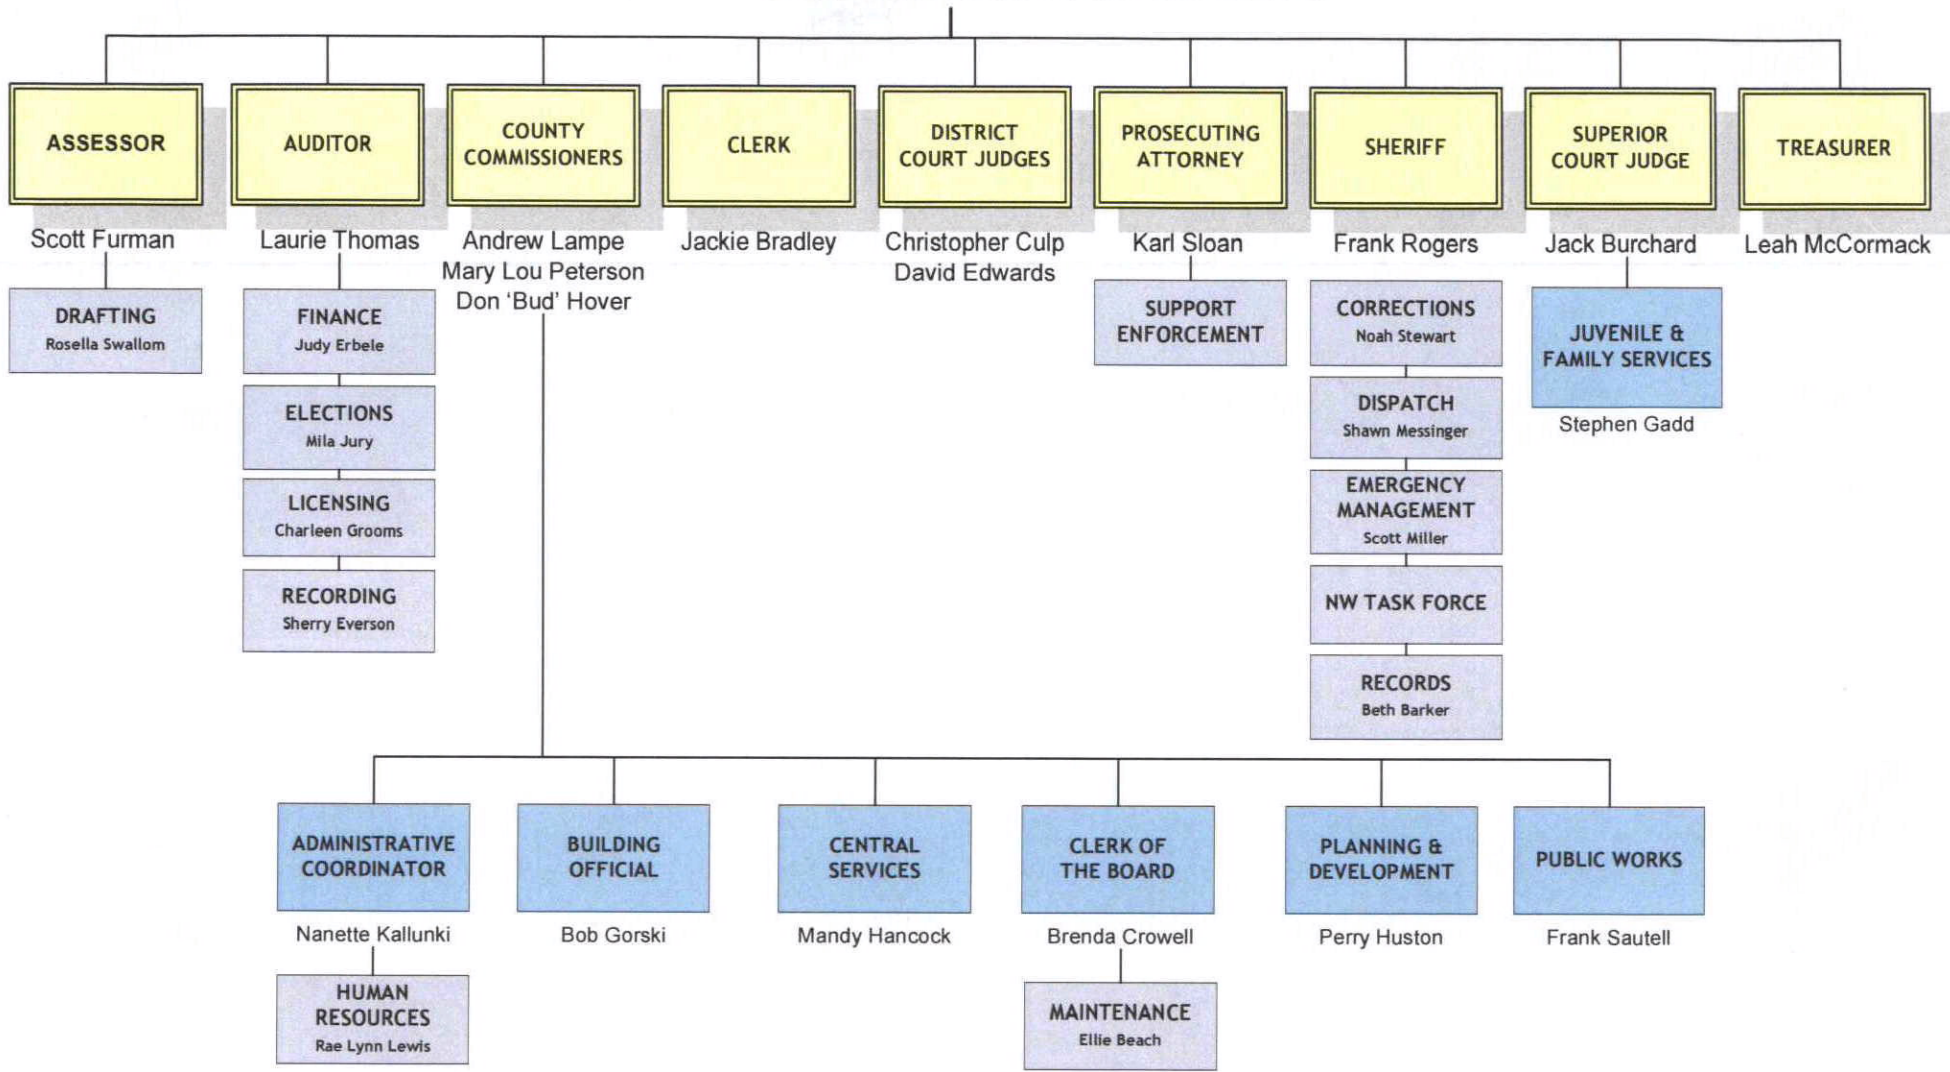 ASSESSOR
Scott Furman
DRAFTING
Rosella Swallom
AUDITOR
Laurie Thomas
FINANCE
Judy Erbele
ELECTIONS
Mila Jury
LICENSING
Charleen Grooms
RECORDING
Sherry Everson
COUNTY
COMMISSIONERS
Andrew Lampe
Mary Lou Peterson
Don ‘Bud’ Hover
CLERK
Jackie Bradley
DISTRICT
COURT JUDGES
Christopher Culp
David Edwards
PROSECUTING
ATTORNEY
Karl Sloan
SUPPORT
ENFORCEMENT
SHERIFF
Frank Rogers
CORRECTIONS
Noah Stewart
DISPATCH
Shawn Messinger
EMERGENCY
MANAGEMENT
Scott Miller
NW TASK FORCE
RECORDS
Beth Barker
SUPERIOR
COURT JUDGE
Jack Burchard
JUVENILE &
FAMILY SERVICES
Stephen Gadd
TREASURER
Leah McCormack
ADMINISTRATIVE
COORDINATOR
Nanette Kallunki
HUMAN
RESOURCES
Rae Lynn Lewis
BUILDING
OFFICIAL
Bob Gorski
CENTRAL
SERVICES
Mandy Hancock
CLERK OF
THE BOARD
Brenda Crowell
MAINTENANCE
Ellie Beach
PLANNING &
DEVELOPMENT
Perry Huston
PUBLIC WORKS
Frank Sautell